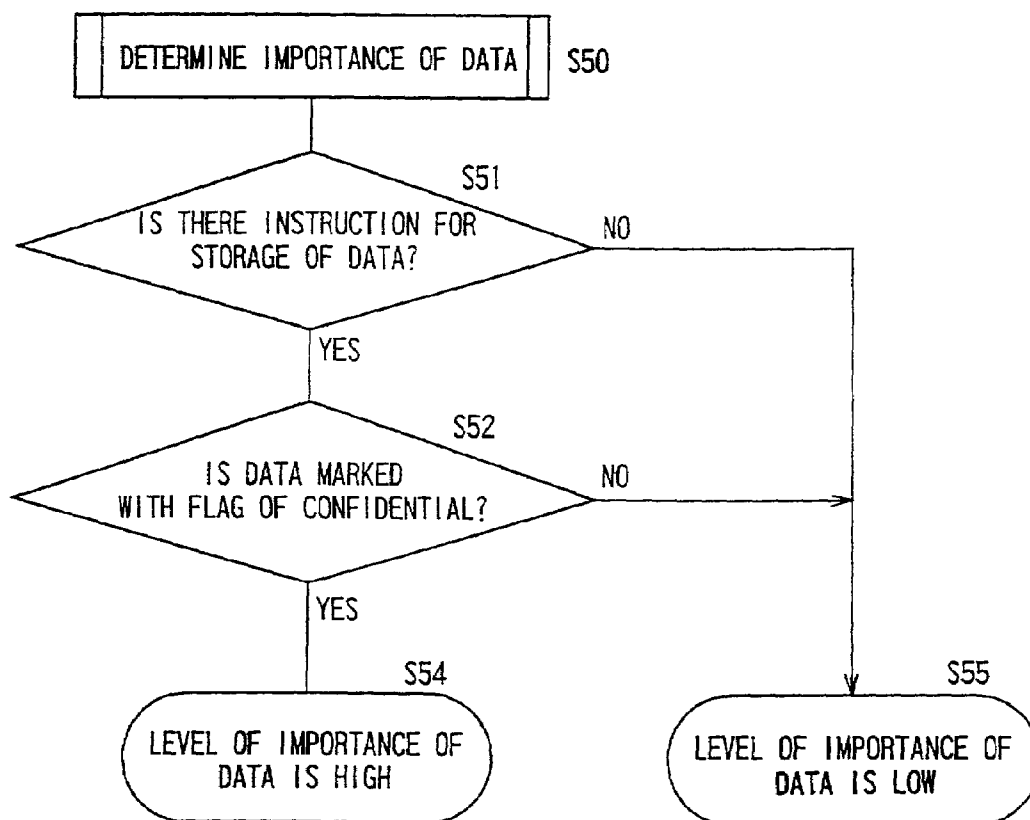 DETERMINE IMPORTANCE OF DATA
S50
S51
IS THERE INSTRUCTION FOR
STORAGE OF DATA?
NO
YES
S52
IS DATA MARKED
WITH FLAG OF CONFIDENTIAL?
NO
YES
S54
LEVEL OF IMPORTANCE OF
DATA IS HIGH
S55
LEVEL OF IMPORTANCE OF
DATA IS LOW